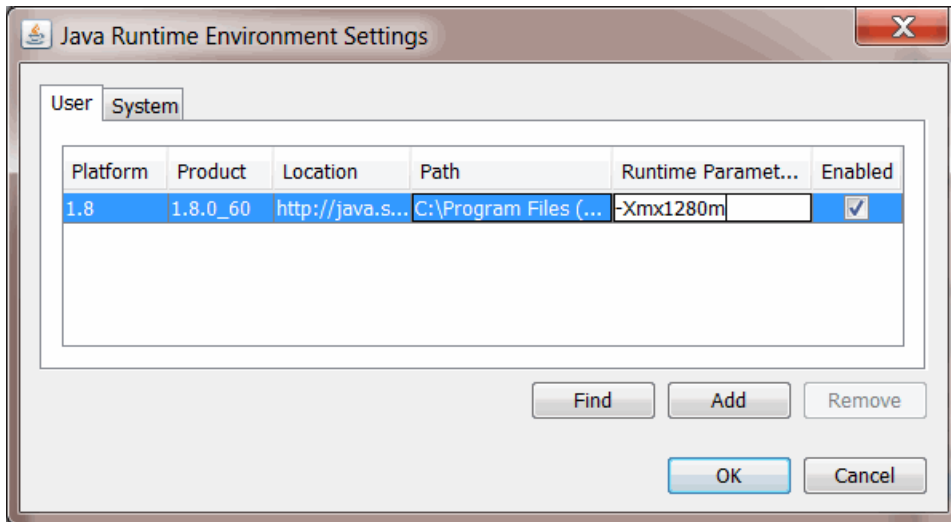 Java Runtime Environment Settings
User System
Platform Product Location Path Runtime Paramet... Enabled
1.8 1.8.0_60 http://java.s... C:\Program Files (... -Xmx1280m
Find Add Remove
OK Cancel